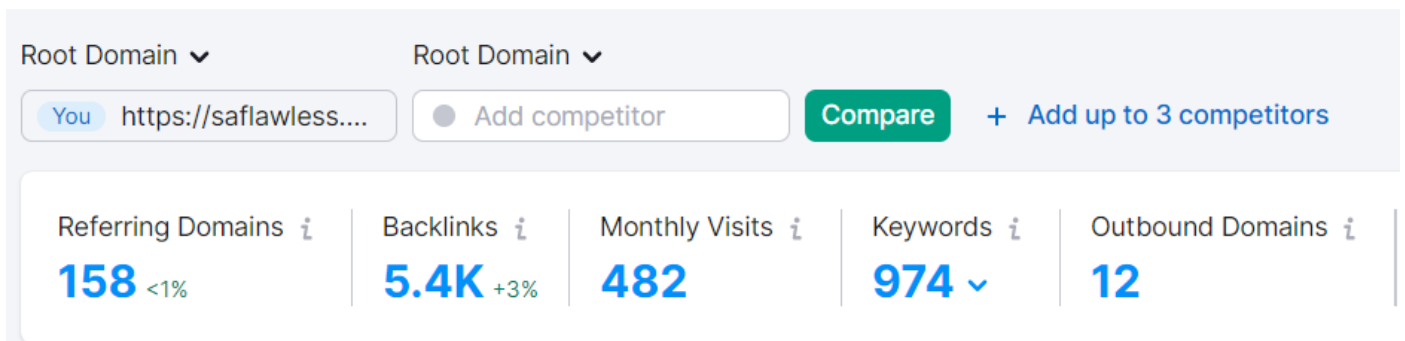 Root Domain Root Domain
You https://saflawless.... Add competitor Compare + Add up to 3 competitors
Referring Domains i Backlinks i Monthly Visits i Keywords i Outbound Domains i
158 <1% 5.4K +3% 482 974 12